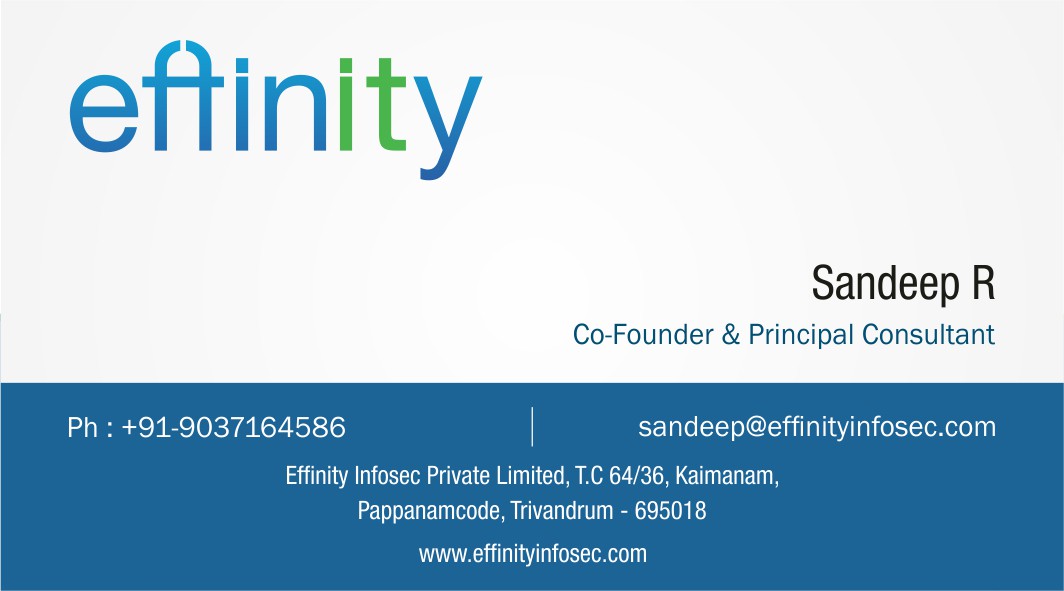 effinity
Sandeep R
Co-Founder & Principal Consultant
Ph : +91-9037164586
sandeep@effinityinfosec.com
Effinity Infosec Private Limited, T.C 64/36, Kaimanam,
Pappanamcode, Trivandrum - 695018
www.effinityinfosec.com